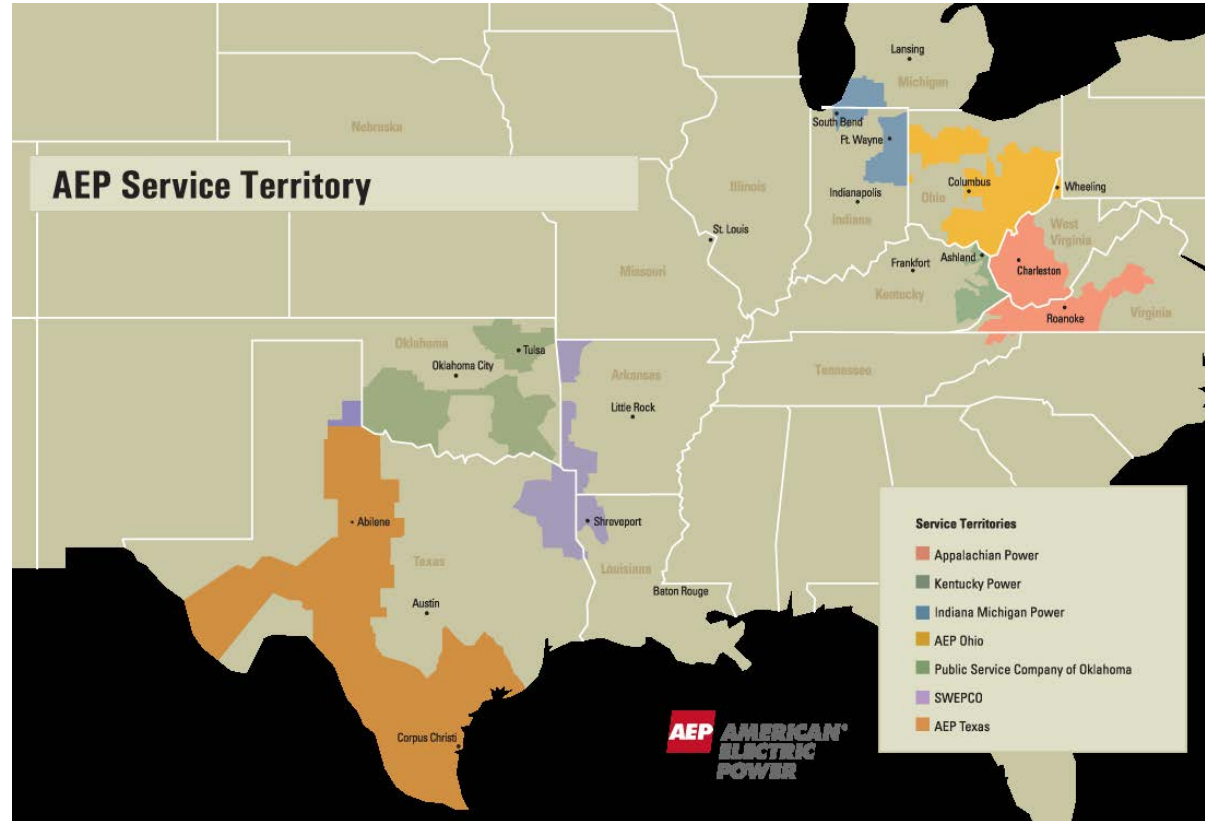 Lansing
Michigan
Nebraska
South Bend
Ft. Wayne
AEP Service Territory
Illinois
Indianapolis
Indiana
Columbus
Ohio
Wheeling
St. Louis
West
Virginia
Missouri
Frankfort
Ashland
Charleston
Kentucky
Roanoke
Virginia
Oklahoma
Tulsa
Oklahoma City
Arkansas
Tennessee
Little Rock
Abilene
Shreveport
Texas
Louisiana
Baton Rouge
Austin
Corpus Christi
Service Territories
Appalachian Power
Kentucky Power
Indiana Michigan Power
AEP Ohio
Public Service Company of Oklahoma
SWEPCO
AEP Texas
AEP
AMERICAN®
ELECTRIC
POWER